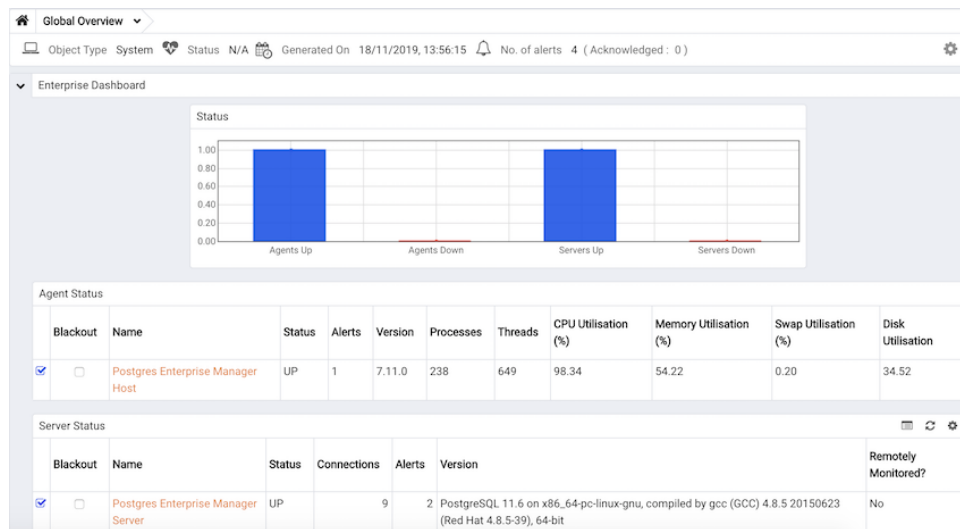 Global Overview
Object Type System Status N/A Generated On 18/11/2019, 13:56:15 No. of alerts 4 ( Acknowledged : 0 )
Enterprise Dashboard
Status
1.00
0.80
0.60
0.40
0.20
0.00
Agents Up Agents Down Servers Up Servers Down
Agent Status
Blackout Name Status Alerts Version Processes Threads CPU Utilisation (%) Memory Utilisation (%) Swap Utilisation (%) Disk Utilisation
Postgres Enterprise Manager Host UP 1 7.11.0 238 649 98.34 54.22 0.20 34.52
Server Status
Blackout Name Status Connections Alerts Version Remotely Monitored?
Postgres Enterprise Manager Server UP 9 2 PostgreSQL 11.6 on x86_64-pc-linux-gnu, compiled by gcc (GCC) 4.8.5 20150623 (Red Hat 4.8.5-39), 64-bit No